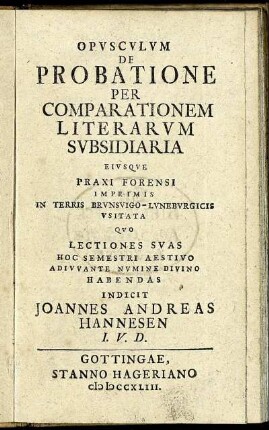 OPVSCVLVM
DE
PROBATIONE
PER
COMPARATIONEM
LITERARVM
SVBSIDIARIA
EIVSQVE
PRAXI FORENSI
IMPRIMIS
IN TERRIS BRVNSVIGO-LVNEBVRGICIS
VSITATA
QVO
LECTIONES SVAS
HOC SEMESTRI AESTIVO
ADIVVANTE NVMINE DIVINO
HABENDAS
INDICIT
JOANNES ANDREAS
HANNESEN
I. V. D.
GOTTINGAE,
STANNO HAGERIANO
CIƆIƆCCXLIII.